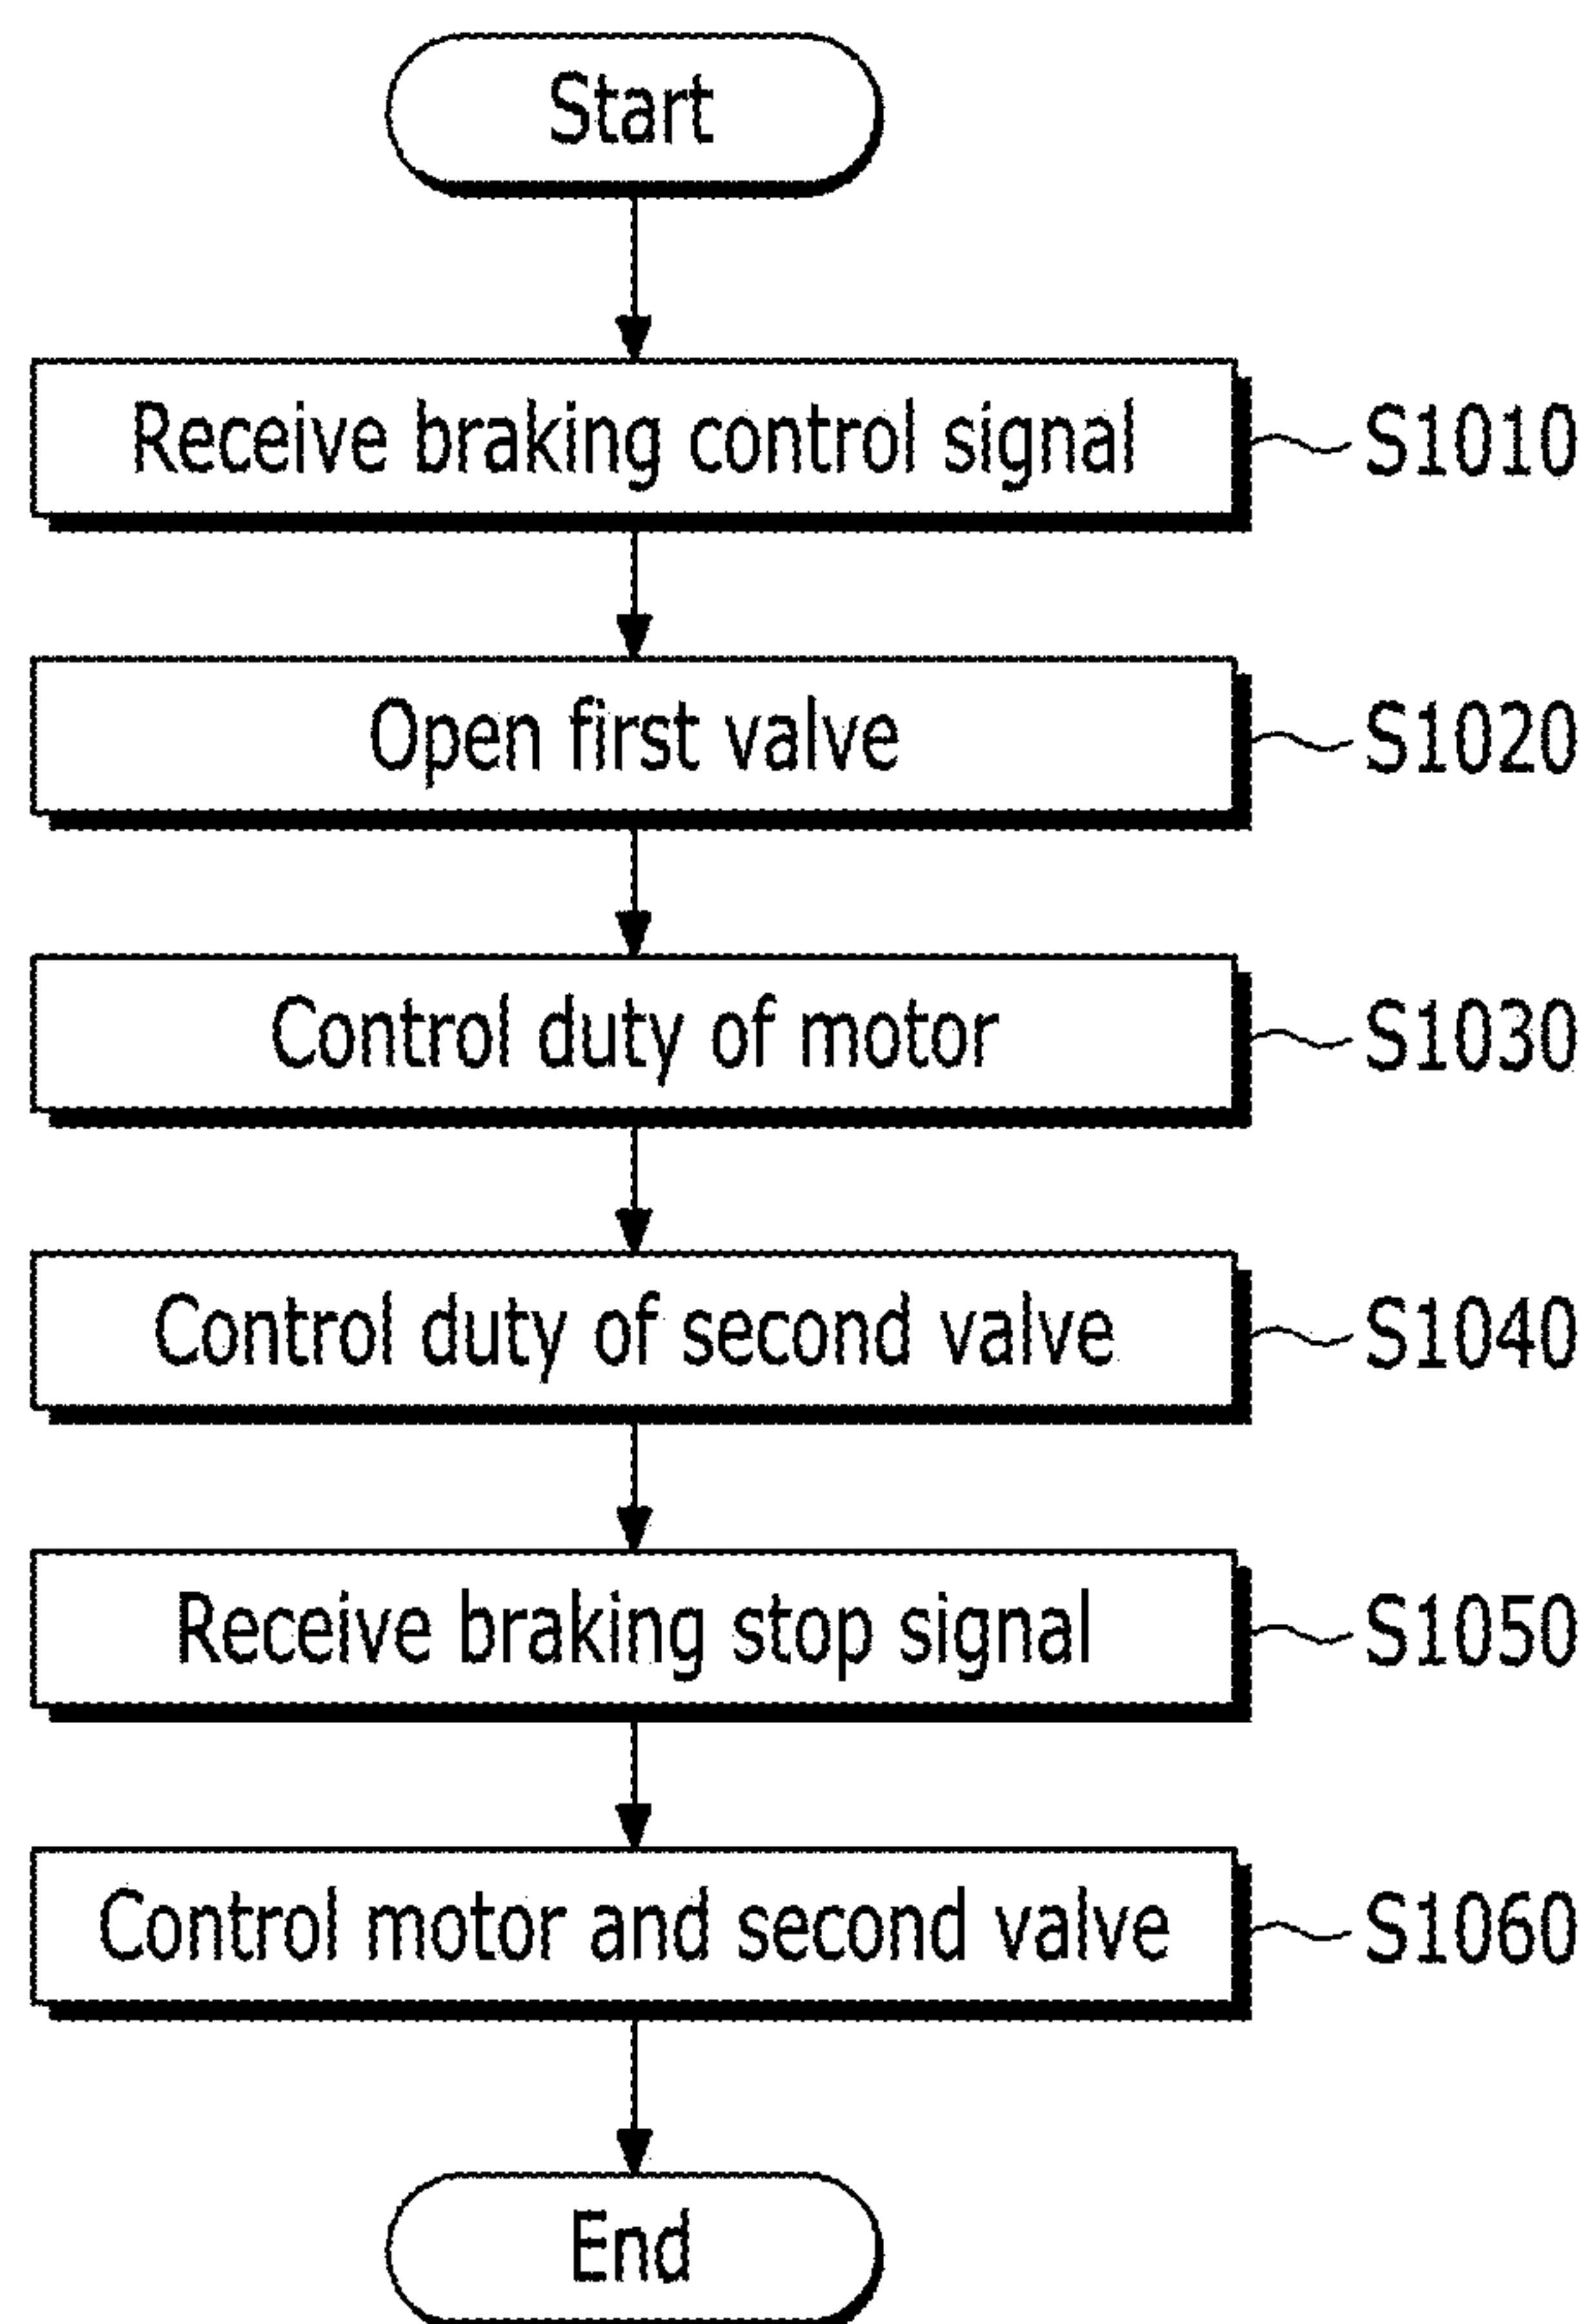 Start
Receive braking control signal
S1010
Open first valve
S1020
Control duty of motor
S1030
Control duty of second valve
S1040
Receive braking stop signal
S1050
Control motor and second valve
S1060
End